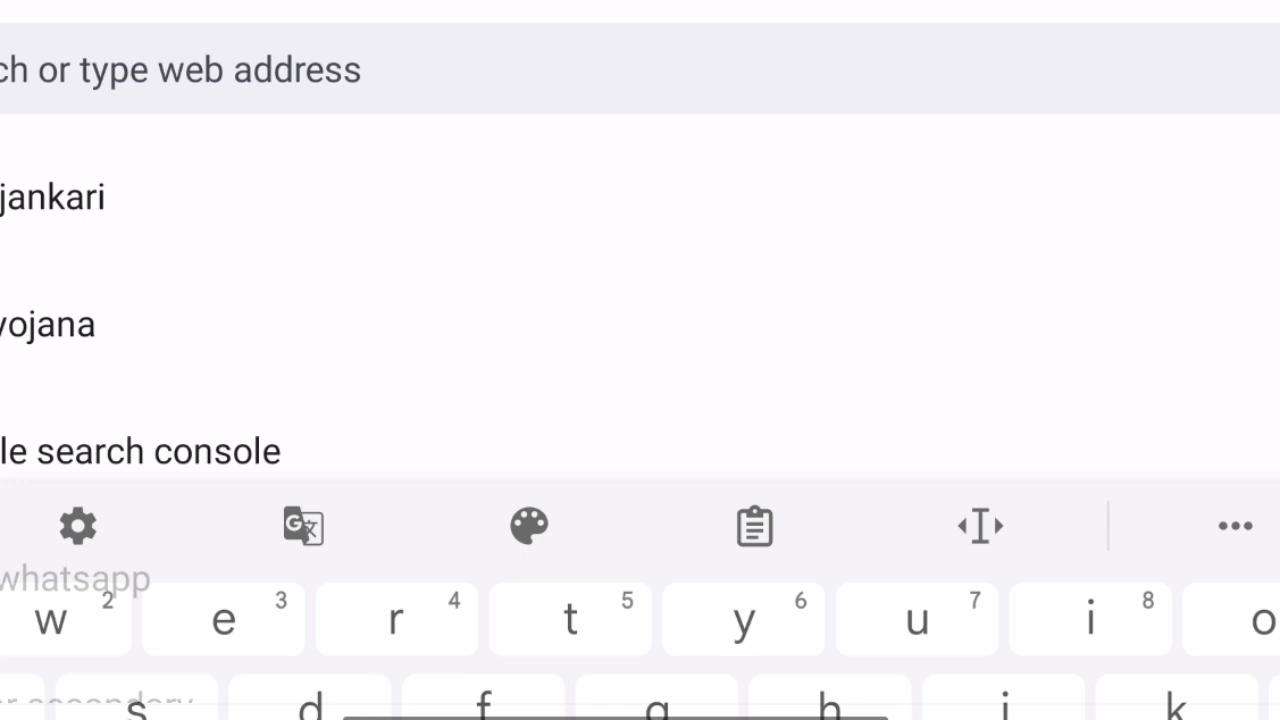 ch or type web address
jankari
yojana
le search console
whatsapp
w 2 e 3 r 4 t 5 y 6 u 7 i 8 o
s d f g h j k